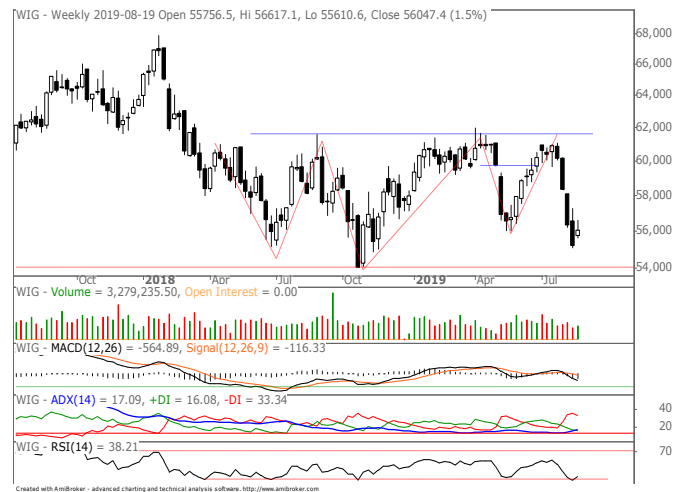 WIG - Weekly 2019-08-19 Open 55756.5, Hi 56617.1, Lo 55610.6, Close 56047.4 (1.5%)
68,000
66,000
64,000
62,000
60,000
58,000
56,000
54,000
Oct 2018 Apr Jul Oct 2019 Apr Jul
WIG - Volume = 3,279,235.50, Open Interest = 0.00
WIG - MACD(12,26) = -564.89, Signal(12,26,9) = -116.33
WIG - ADX(14) = 17.09, +DI = 16.08, -DI = 33.34
40
20
WIG - RSI(14) = 38.21
70
Created with AmiBroker - advanced charting and technical analysis software. http://www.amibroker.com